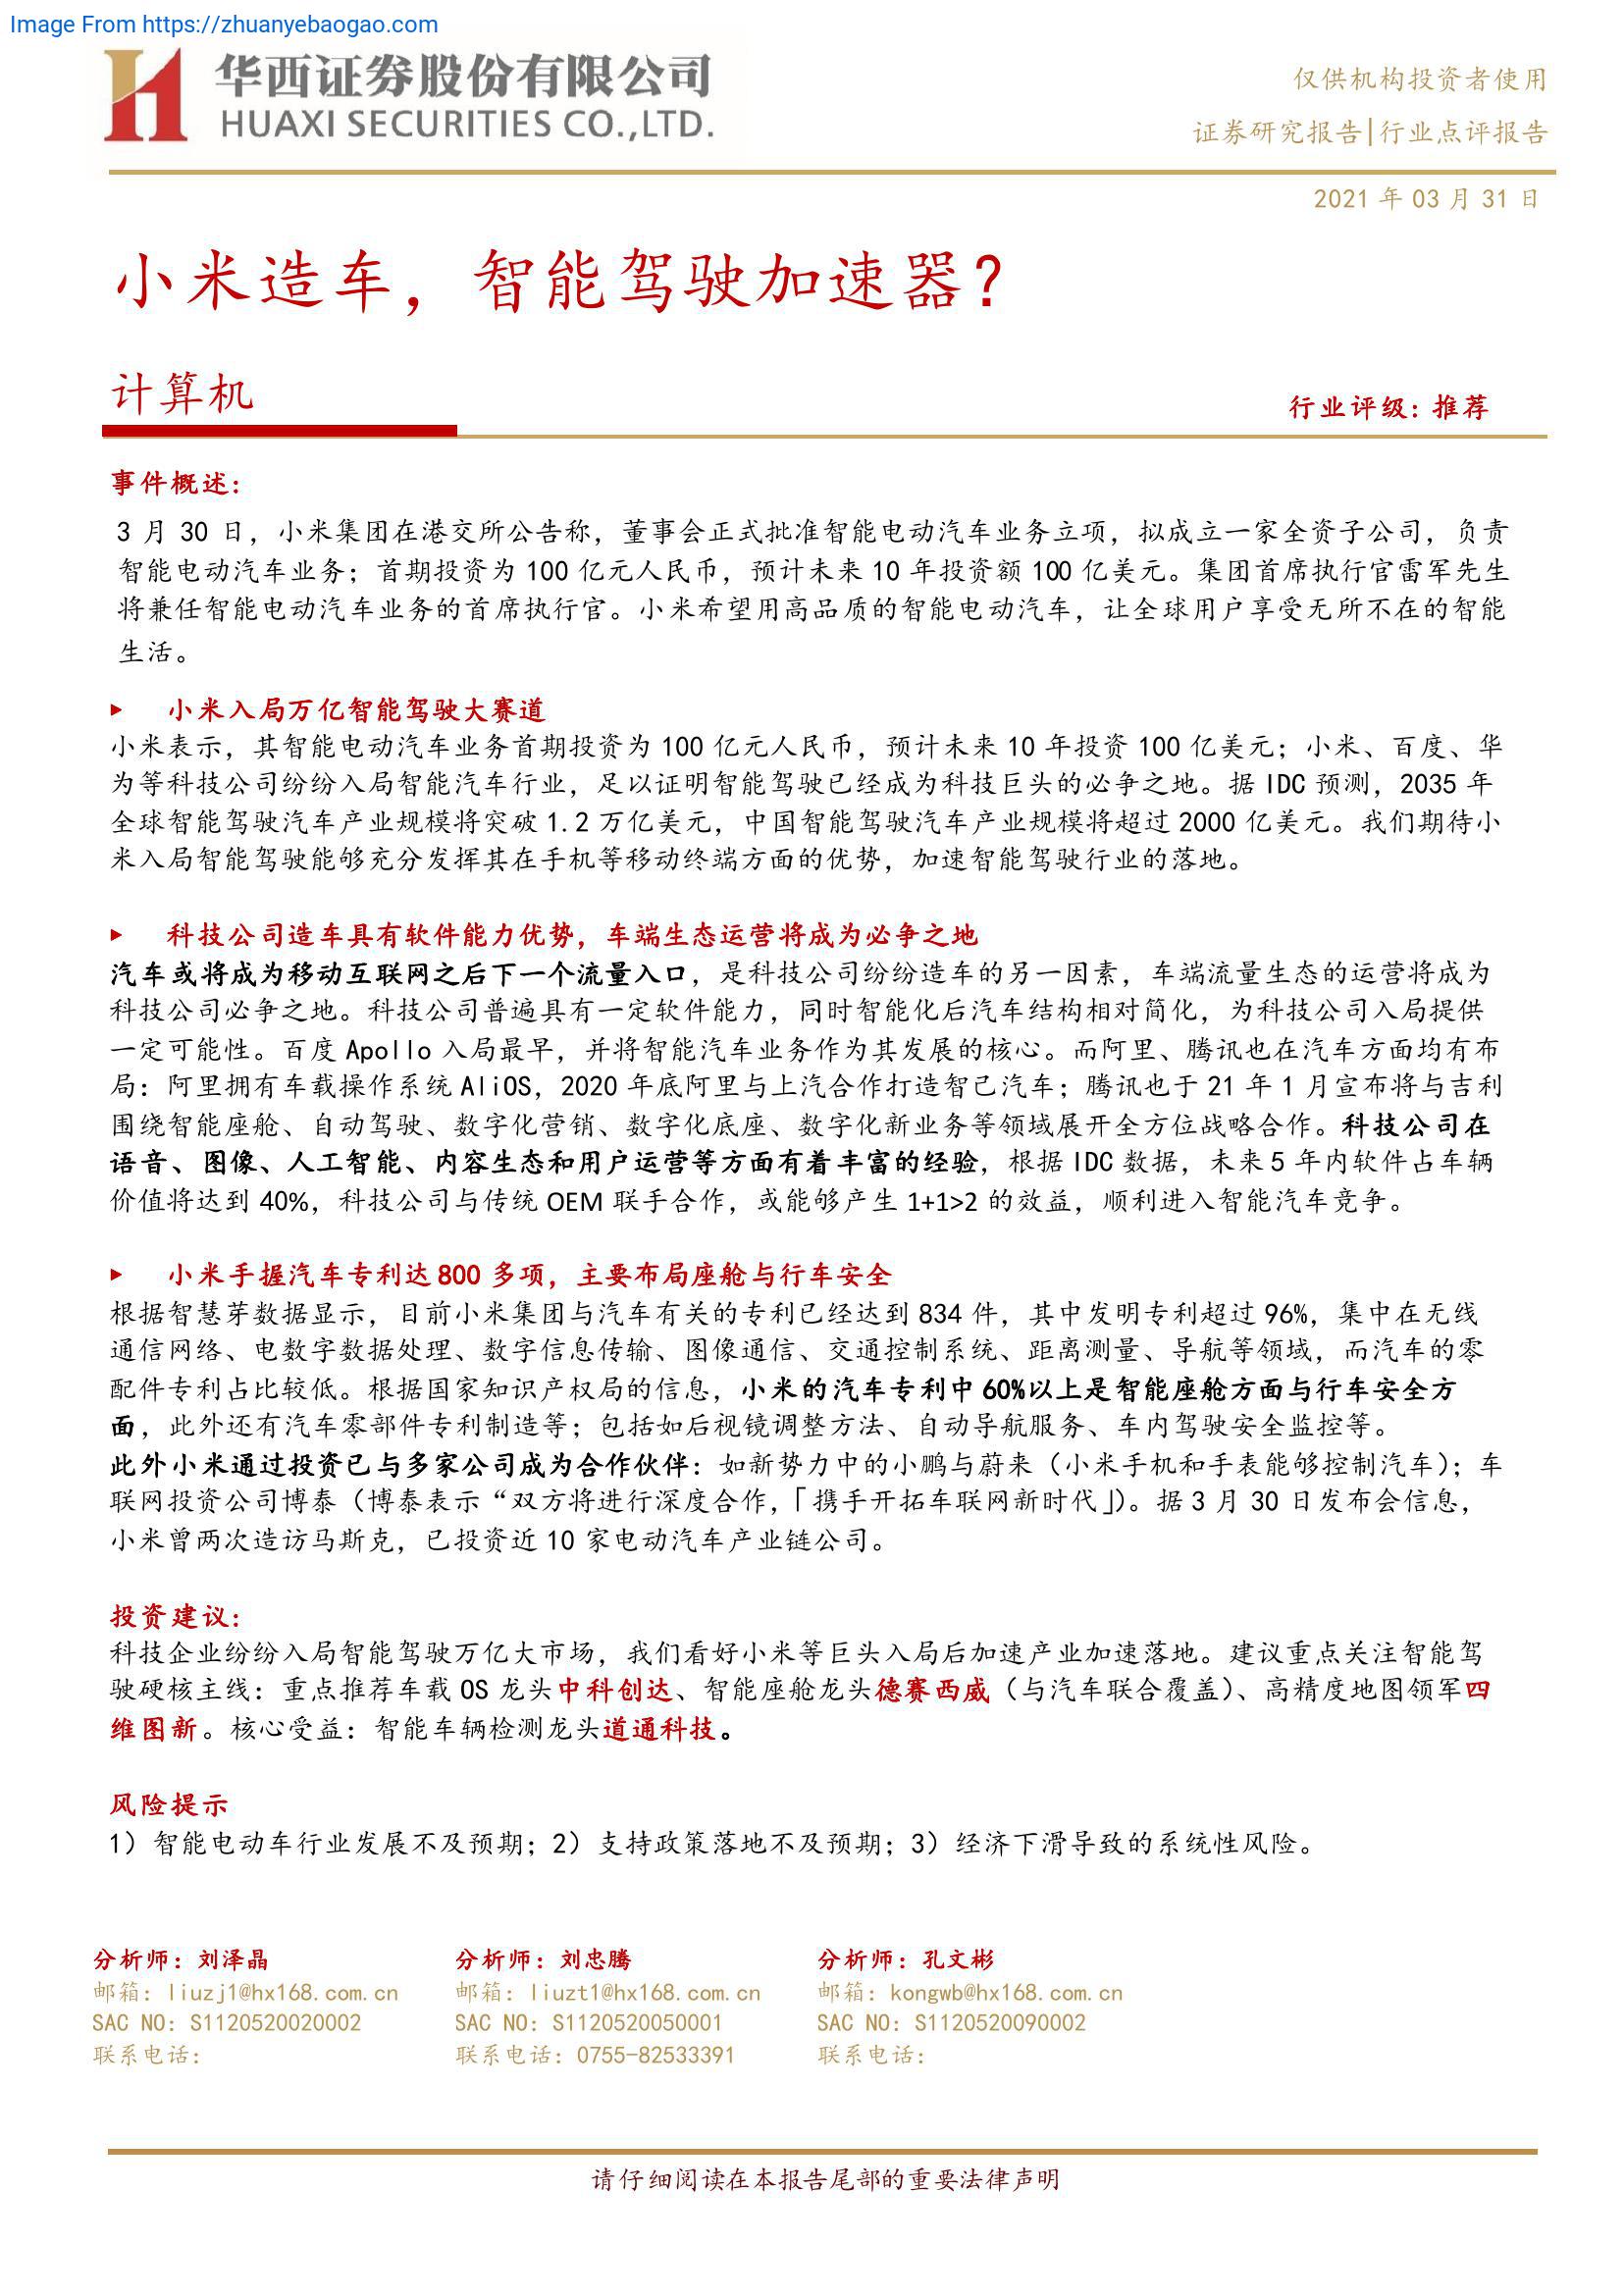 Image From https://zhuanyebaogao.com
华西证券股份有限公司
HUAXI SECURITIES CO.,LTD.
仅供机构投资者使用
证券研究报告|行业点评报告
2021 年 03 月 31 日
小米造车，智能驾驶加速器？
计算机
行业评级：推荐
事件概述：
3 月 30 日，小米集团在港交所公告称，董事会正式批准智能电动汽车业务立项，拟成立一家全资子公司，负责
智能电动汽车业务；首期投资为 100 亿元人民币，预计未来 10 年投资额 100 亿美元。集团首席执行官雷军先生
将兼任智能电动汽车业务的首席执行官。小米希望用高品质的智能电动汽车，让全球用户享受无所不在的智能
生活。
▶ 小米入局万亿智能驾驶大赛道
小米表示，其智能电动汽车业务首期投资为 100 亿元人民币，预计未来 10 年投资 100 亿美元；小米、百度、华
为等科技公司纷纷入局智能汽车行业，足以证明智能驾驶已经成为科技巨头的必争之地。据 IDC 预测，2035 年
全球智能驾驶汽车产业规模将突破 1.2 万亿美元，中国智能驾驶汽车产业规模将超过 2000 亿美元。我们期待小
米入局智能驾驶能够充分发挥其在手机等移动终端方面的优势，加速智能驾驶行业的落地。
▶ 科技公司造车具有软件能力优势，车端生态运营将成为必争之地
汽车或将成为移动互联网之后下一个流量入口，是科技公司纷纷造车的另一因素，车端流量生态的运营将成为
科技公司必争之地。科技公司普遍具有一定软件能力，同时智能化后汽车结构相对简化，为科技公司入局提供
一定可能性。百度 Apollo 入局最早，并将智能汽车业务作为其发展的核心。而阿里、腾讯也在汽车方面均有布
局：阿里拥有车载操作系统 AliOS，2020 年底阿里与上汽合作打造智己汽车；腾讯也于 21 年 1 月宣布将与吉利
围绕智能座舱、自动驾驶、数字化营销、数字化底座、数字化新业务等领域展开全方位战略合作。科技公司在
语音、图像、人工智能、内容生态和用户运营等方面有着丰富的经验，根据 IDC 数据，未来 5 年内软件占车辆
价值将达到 40%，科技公司与传统 OEM 联手合作，或能够产生 1+1>2 的效益，顺利进入智能汽车竞争。
▶ 小米手握汽车专利达 800 多项，主要布局座舱与行车安全
根据智慧芽数据显示，目前小米集团与汽车有关的专利已经达到 834 件，其中发明专利超过 96%，集中在无线
通信网络、电数字数据处理、数字信息传输、图像通信、交通控制系统、距离测量、导航等领域，而汽车的零
配件专利占比较低。根据国家知识产权局的信息，小米的汽车专利中 60%以上是智能座舱方面与行车安全方
面，此外还有汽车零部件专利制造等；包括如后视镜调整方法、自动导航服务、车内驾驶安全监控等。
此外小米通过投资已与多家公司成为合作伙伴：如新势力中的小鹏与蔚来（小米手机和手表能够控制汽车）；车
联网投资公司博泰（博泰表示“双方将进行深度合作，「携手开拓车联网新时代」）。据 3 月 30 日发布会信息，
小米曾两次造访马斯克，已投资近 10 家电动汽车产业链公司。
投资建议：
科技企业纷纷入局智能驾驶万亿大市场，我们看好小米等巨头入局后加速产业加速落地。建议重点关注智能驾
驶硬核主线：重点推荐车载 OS 龙头中科创达、智能座舱龙头德赛西威（与汽车联合覆盖）、高精度地图领军四
维图新。核心受益：智能车辆检测龙头道通科技。
风险提示
1）智能电动车行业发展不及预期；2）支持政策落地不及预期；3）经济下滑导致的系统性风险。
分析师：刘泽晶
邮箱：liuzj1@hx168.com.cn
SAC NO：S1120520020002
联系电话：
分析师：刘忠腾
邮箱：liuzt1@hx168.com.cn
SAC NO：S1120520050001
联系电话：0755-82533391
分析师：孔文彬
邮箱：kongwb@hx168.com.cn
SAC NO：S1120520090002
联系电话：
请仔细阅读在本报告尾部的重要法律声明